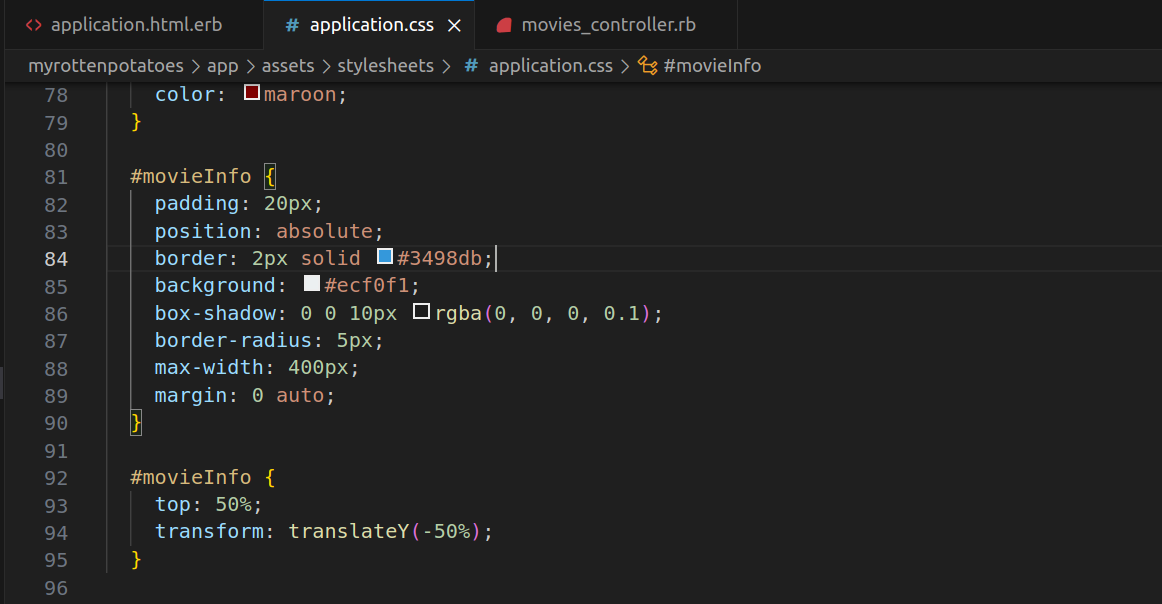 <> application.html.erb # application.css × movies_controller.rb
myrottenpotatoes > app > assets > stylesheets > # application.css > #movieInfo
78 color: maroon;
79 }
80
81 #movieInfo {
82 padding: 20px;
83 position: absolute;
84 border: 2px solid #3498db;
85 background: #ecf0f1;
86 box-shadow: 0 0 10px rgba(0, 0, 0, 0.1);
87 border-radius: 5px;
88 max-width: 400px;
89 margin: 0 auto;
90 }
91
92 #movieInfo {
93 top: 50%;
94 transform: translateY(-50%);
95 }
96